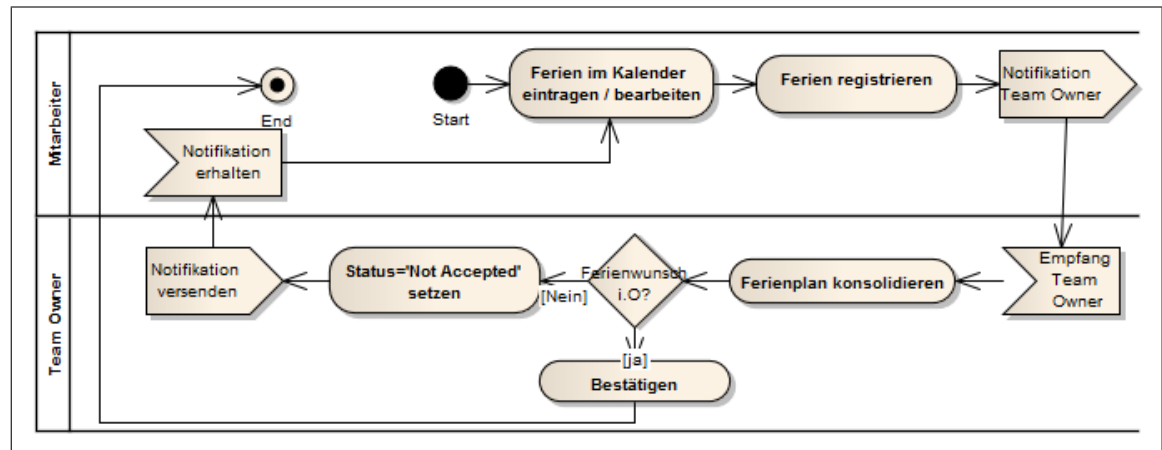 Mitarbeiter
End
Start
Ferien im Kalender
eintragen / bearbeiten
Ferien registrieren
Notifikation
Team Owner
Notifikation
erhalten
Team Owner
Notifikation
versenden
Status='Not Accepted'
setzen
[Nein]
Ferienwunsch
i.O?
[ja]
Bestätigen
Ferienplan konsolidieren
Empfang
Team
Owner